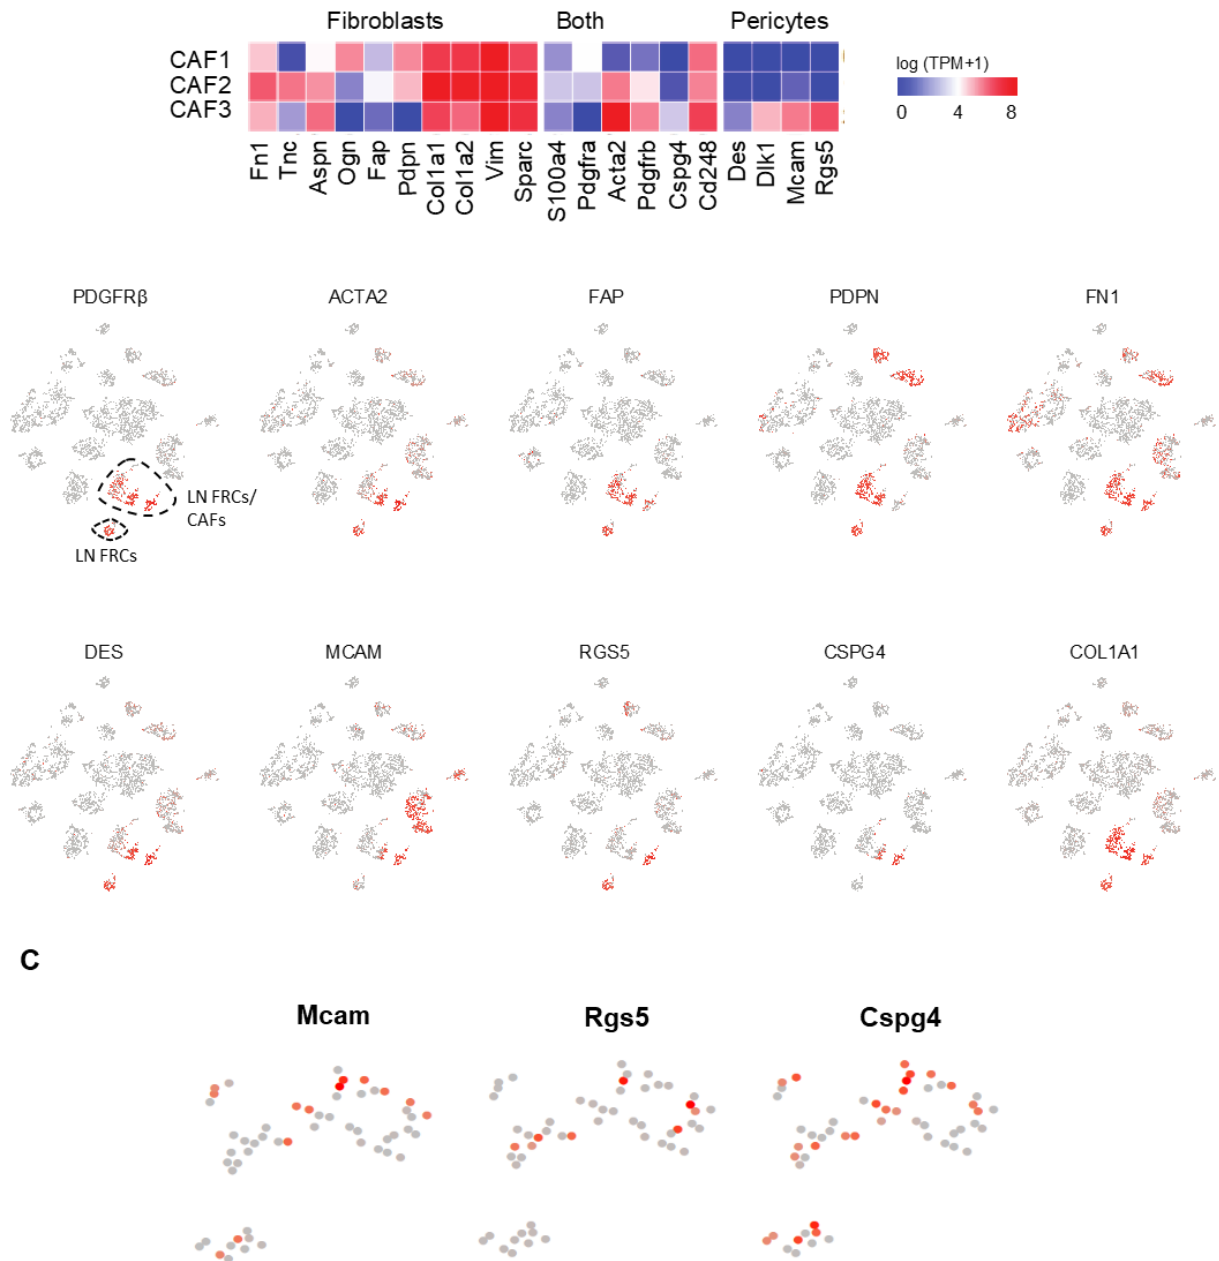 Fibroblasts Both Pericytes
CAF1
CAF2
CAF3
log (TPM+1)
0 4 8
Fn1 Tnc Aspn Ogn Fap Pdpn Col1a1 Col1a2 Vim Sparc S100a4 Pdgfra Acta2 Pdgfrb Cspg4 Cd248 Des Dlk1 Mcam Rgs5
PDGFRβ ACTA2 FAP PDPN FN1
LN FRCs/
CAFs
LN FRCs
DES MCAM RGS5 CSPG4 COL1A1
C
Mcam Rgs5 Cspg4